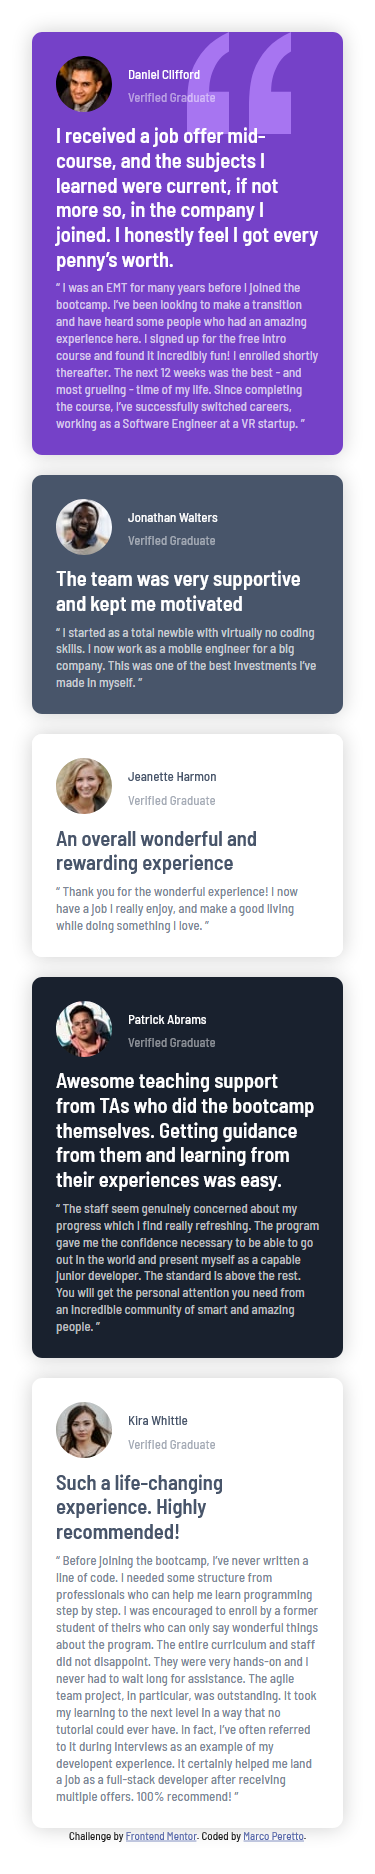 Daniel Clifford
Verified Graduate
I received a job offer mid-
course, and the subjects I
learned were current, if not
more so, in the company I
joined. I honestly feel I got every
penny’s worth.
“ I was an EMT for many years before I joined the
bootcamp. I’ve been looking to make a transition
and have heard some people who had an amazing
experience here. I signed up for the free intro
course and found it incredibly fun! I enrolled shortly
thereafter. The next 12 weeks was the best - and
most grueling - time of my life. Since completing
the course, I’ve successfully switched careers,
working as a Software Engineer at a VR startup. ”
Jonathan Walters
Verified Graduate
The team was very supportive
and kept me motivated
“ I started as a total newbie with virtually no coding
skills. I now work as a mobile engineer for a big
company. This was one of the best investments I’ve
made in myself. ”
Jeanette Harmon
Verified Graduate
An overall wonderful and
rewarding experience
“ Thank you for the wonderful experience! I now
have a job I really enjoy, and make a good living
while doing something I love. ”
Patrick Abrams
Verified Graduate
Awesome teaching support
from TAs who did the bootcamp
themselves. Getting guidance
from them and learning from
their experiences was easy.
“ The staff seem genuinely concerned about my
progress which I find really refreshing. The program
gave me the confidence necessary to be able to go
out in the world and present myself as a capable
junior developer. The standard is above the rest.
You will get the personal attention you need from
an incredible community of smart and amazing
people. ”
Kira Whittle
Verified Graduate
Such a life-changing
experience. Highly
recommended!
“ Before joining the bootcamp, I’ve never written a
line of code. I needed some structure from
professionals who can help me learn programming
step by step. I was encouraged to enroll by a former
student of theirs who can only say wonderful things
about the program. The entire curriculum and staff
did not disappoint. They were very hands-on and I
never had to wait long for assistance. The agile
team project, in particular, was outstanding. It took
my learning to the next level in a way that no
tutorial could ever have. In fact, I’ve often referred
to it during interviews as an example of my
developent experience. It certainly helped me land
a job as a full-stack developer after receiving
multiple offers. 100% recommend! ”
Challenge by Frontend Mentor. Coded by Marco Peretto.